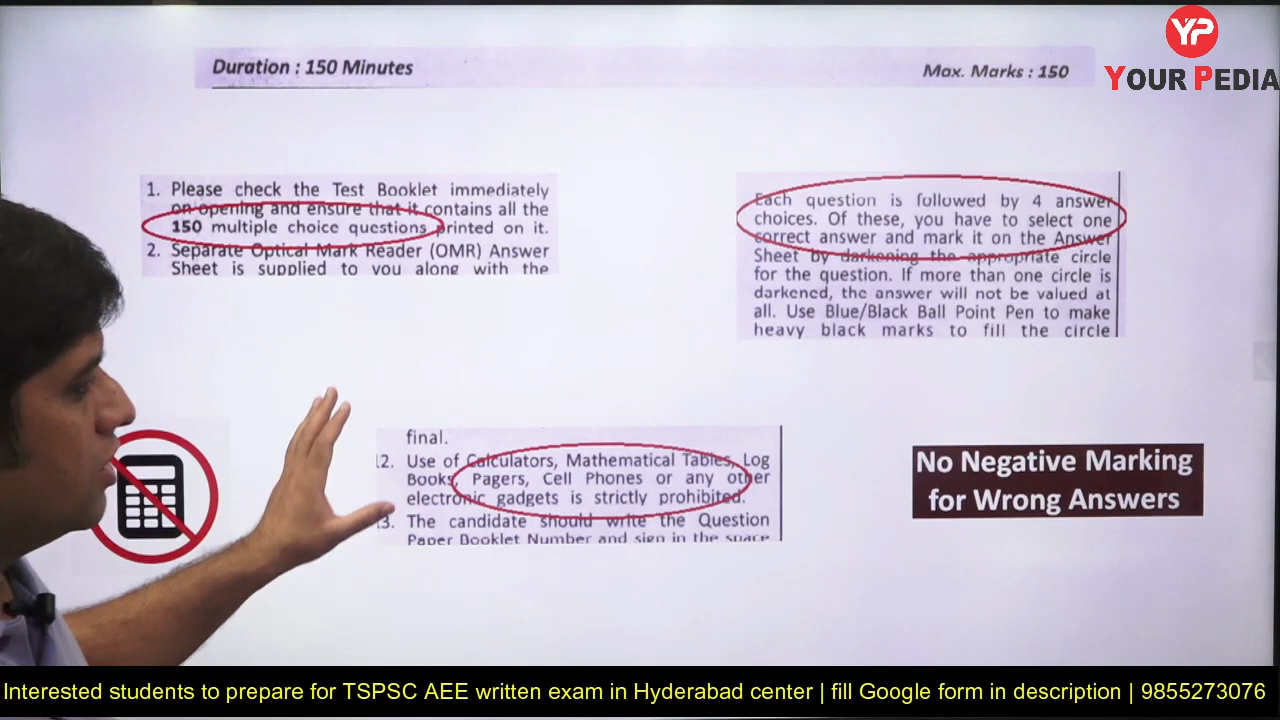 YP
YOUR PEDIA
Duration : 150 Minutes
Max. Marks : 150
1. Please check the Test Booklet immediately
on opening and ensure that it contains all the
150 multiple choice questions printed on it.
2. Separate Optical Mark Reader (OMR) Answer
Sheet is supplied to you along with the
Each question is followed by 4 answer
choices. Of these, you have to select one
correct answer and mark it on the Answer
Sheet by darkening the appropriate circle
for the question. If more than one circle is
darkened, the answer will not be valued at
all. Use Blue/Black Ball Point Pen to make
heavy black marks to fill the circle
final.
12. Use of Calculators, Mathematical Tables, Log
Books, Pagers, Cell Phones or any other
electronic gadgets is strictly prohibited.
13. The candidate should write the Question
Paper Booklet Number and sign in the space
No Negative Marking
for Wrong Answers
Interested students to prepare for TSPSC AEE written exam in Hyderabad center | fill Google form in description | 9855273076